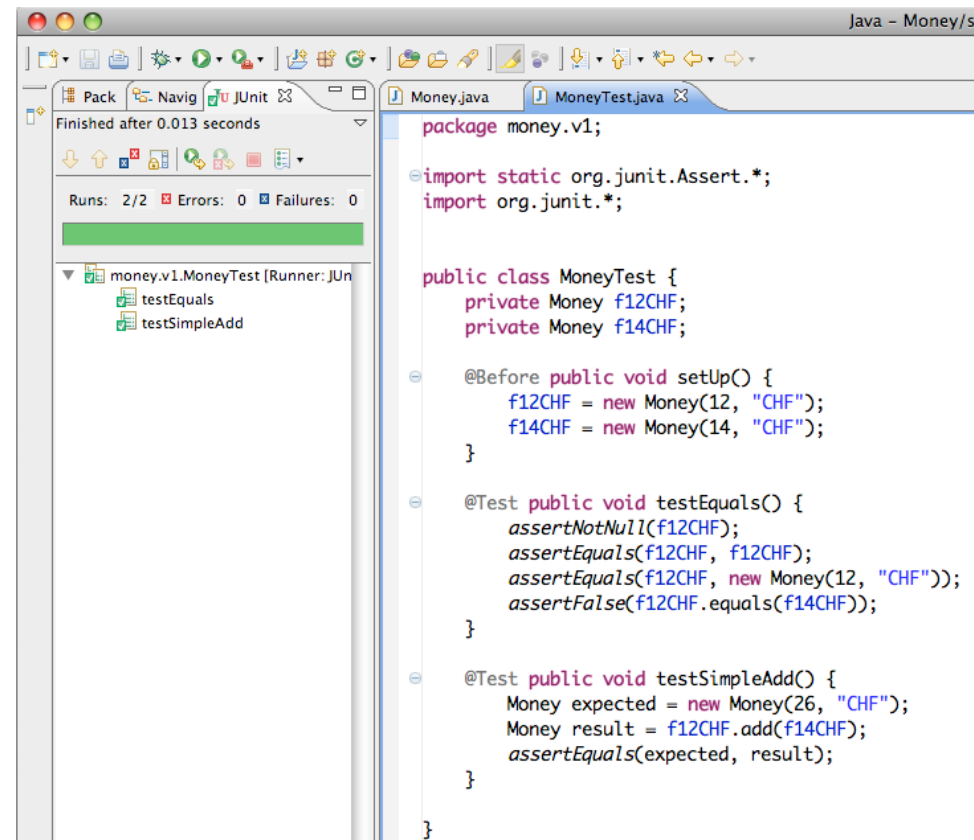 Java – Money/s
Pack Navig JUnit
Finished after 0.013 seconds
Runs: 2/2 Errors: 0 Failures: 0
money.v1.MoneyTest [Runner: JUn
testEquals
testSimpleAdd
Money.java MoneyTest.java
package money.v1;
import static org.junit.Assert.*;
import org.junit.*;
public class MoneyTest {
private Money f12CHF;
private Money f14CHF;
@Before public void setUp() {
f12CHF = new Money(12, "CHF");
f14CHF = new Money(14, "CHF");
}
@Test public void testEquals() {
assertNotNull(f12CHF);
assertEquals(f12CHF, f12CHF);
assertEquals(f12CHF, new Money(12, "CHF"));
assertFalse(f12CHF.equals(f14CHF));
}
@Test public void testSimpleAdd() {
Money expected = new Money(26, "CHF");
Money result = f12CHF.add(f14CHF);
assertEquals(expected, result);
}
}